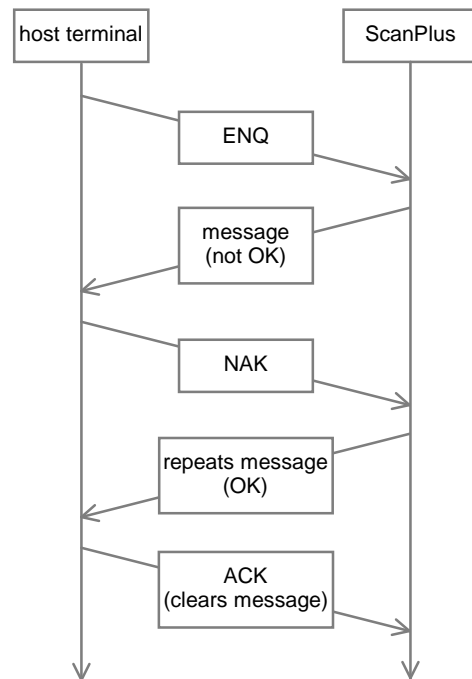 host terminal
ScanPlus
ENQ
message
(not OK)
NAK
repeats message
(OK)
ACK
(clears message)